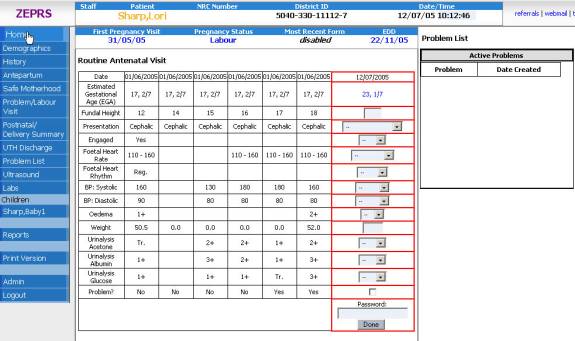 ZEPRS
Staff Patient NRC Number District ID Date/Time
Sharp,Lori 5040-330-11112-7 12/07/05 10:12:46
referrals | webmail | t
First Pregnancy Visit Pregnancy Status Most Recent Form EDD
31/05/05 Labour disabled 22/11/05
Problem List
Active Problems
Problem Date Created
Home
Demographics
History
Antepartum
Safe Motherhood
Problem/Labour
Visit
Postnatal/
Delivery Summary
UTH Discharge
Problem List
Ultrasound
Labs
Children
Sharp,Baby1
Reports
Print Version
Admin
Logout
Routine Antenatal Visit
Date 01/06/2005 01/06/2005 01/06/2005 01/06/2005 01/06/2005 01/06/2005 12/07/2005
Estimated
Gestational
Age (EGA)
17, 2/7 17, 2/7 17, 2/7 17, 2/7 17, 2/7 17, 2/7 23, 1/7
Fundal Height 12 14 15 16 17 18
Presentation Cephalic Cephalic Cephalic Cephalic Cephalic Cephalic --
Engaged Yes --
Foetal Heart
Rate
110 - 160 110 - 160 110 - 160 110 - 160 --
Foetal Heart
Rhythm
Reg. --
BP: Systolic 160 130 180 180 160 --
BP: Diastolic 90 80 80 80 80 --
Oedema 1+ 2+ --
Weight 50.5 0.0 0.0 0.0 52.0
Urinalysis
Acetone
Tr. 2+ 2+ 1+ 2+ --
Urinalysis
Albumin
1+ 3+ 2+ 1+ 3+ --
Urinalysis
Glucose
1+ 1+ 1+ Tr. 3+ --
Problem? No No No No Yes Yes
Password:
Done